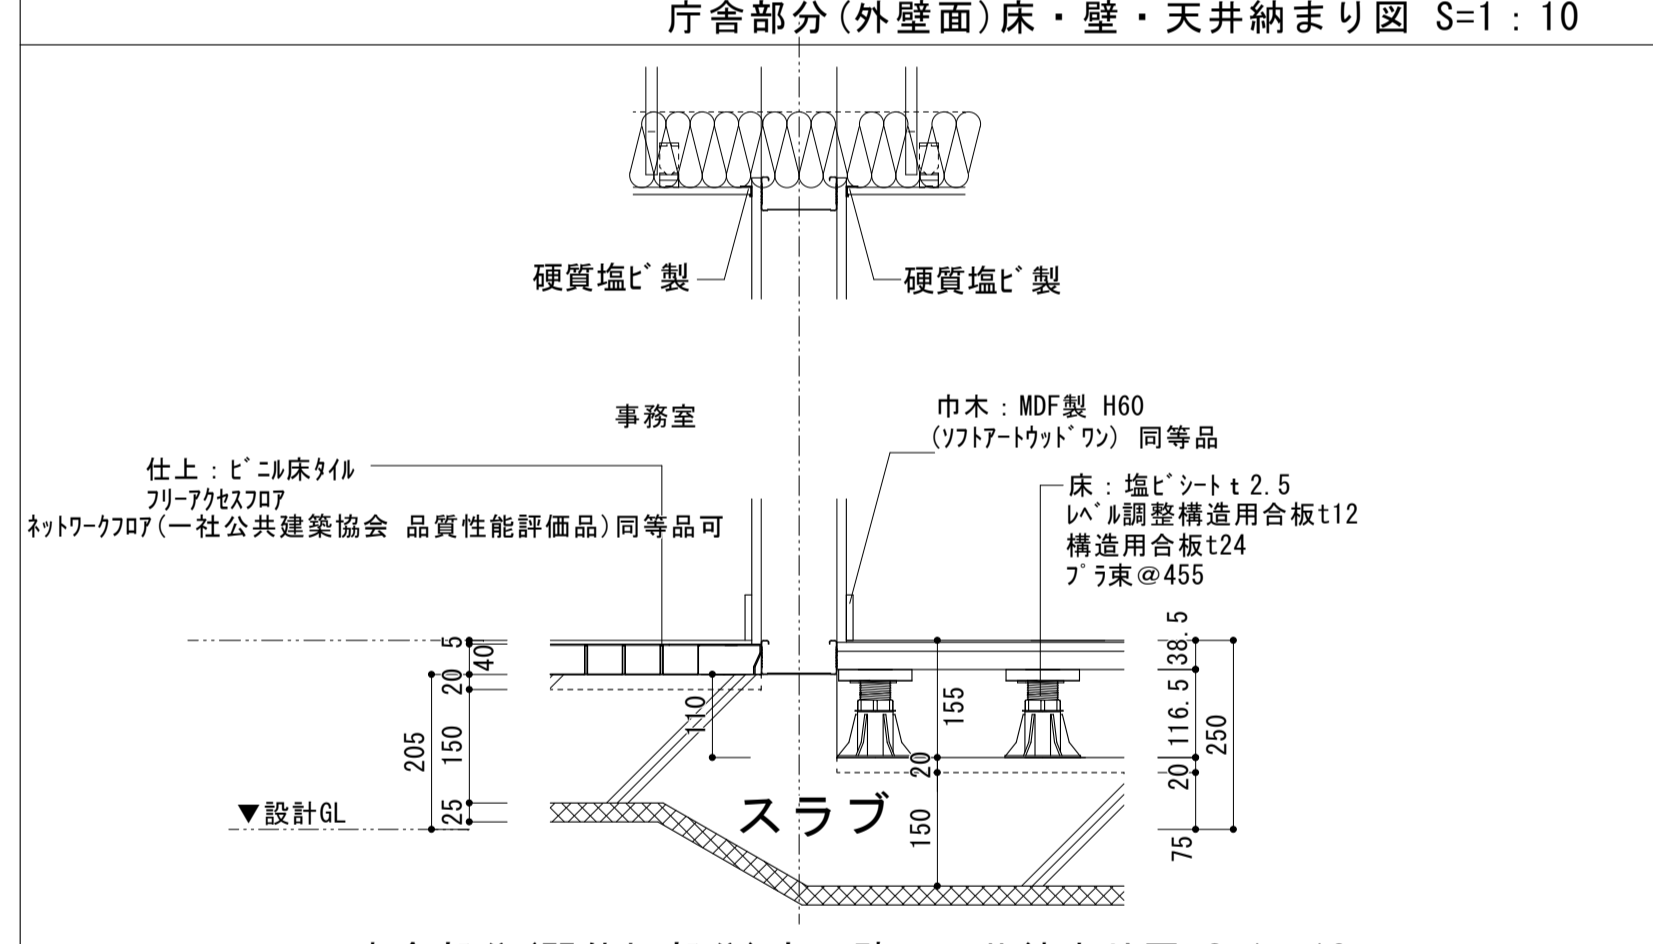 庁舎部分(外壁面)床・壁・天井納まり図 S=1：10
硬質塩ﾋﾞ製
硬質塩ﾋﾞ製
事務室
巾木：MDF製 H60
(ｿﾌﾄｱｰﾄｳｯﾄﾞﾜﾝ) 同等品
仕上：ﾋﾞﾆﾙ床ﾀｲﾙ
ﾌﾘｰｱｸｾｽﾌﾛｱ
ﾈｯﾄﾜｰｸﾌﾛｱ(一社公共建築協会 品質性能評価品)同等品可
床：塩ﾋﾞｼｰﾄｔ2.5
ﾚﾍﾞﾙ調整構造用合板t12
構造用合板t24
ﾌﾟﾗ束@455
5
40
20
150
25
205
110
155
20
150
38.5
116.5
20
75
250
▼設計GL
スラブ